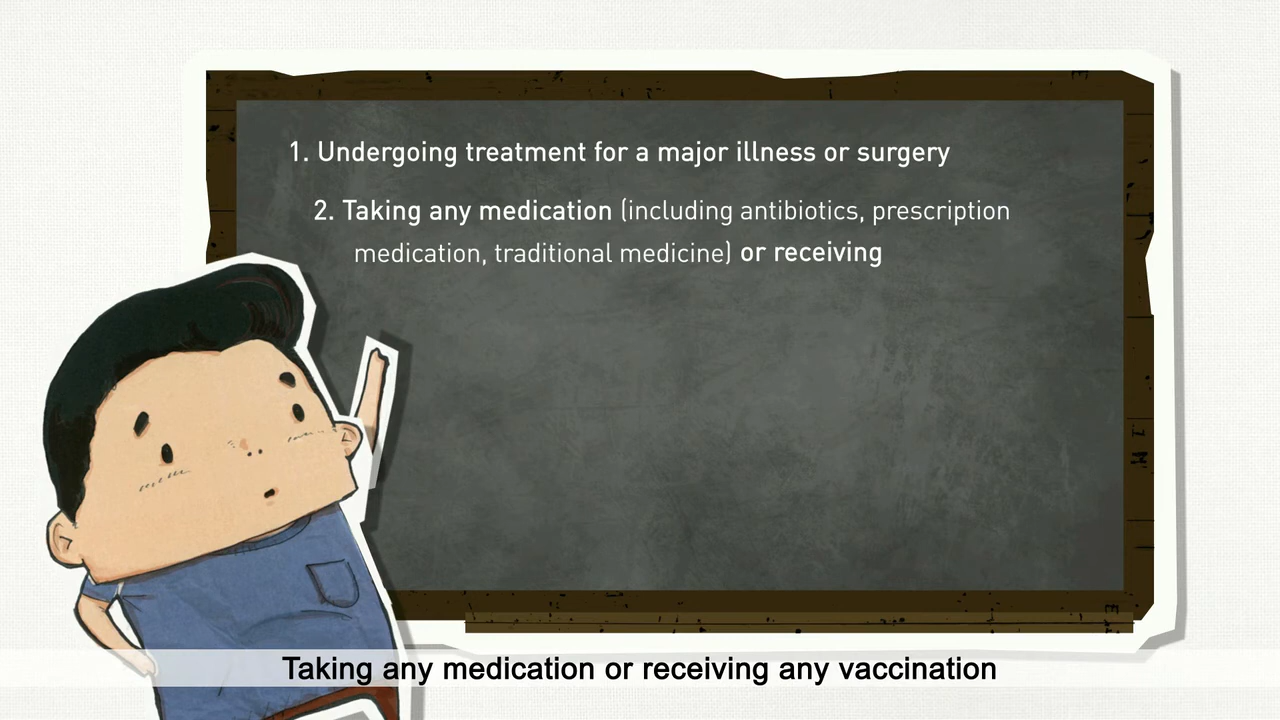 1. Undergoing treatment for a major illness or surgery
2. Taking any medication (including antibiotics, prescription
medication, traditional medicine) or receiving
Taking any medication or receiving any vaccination